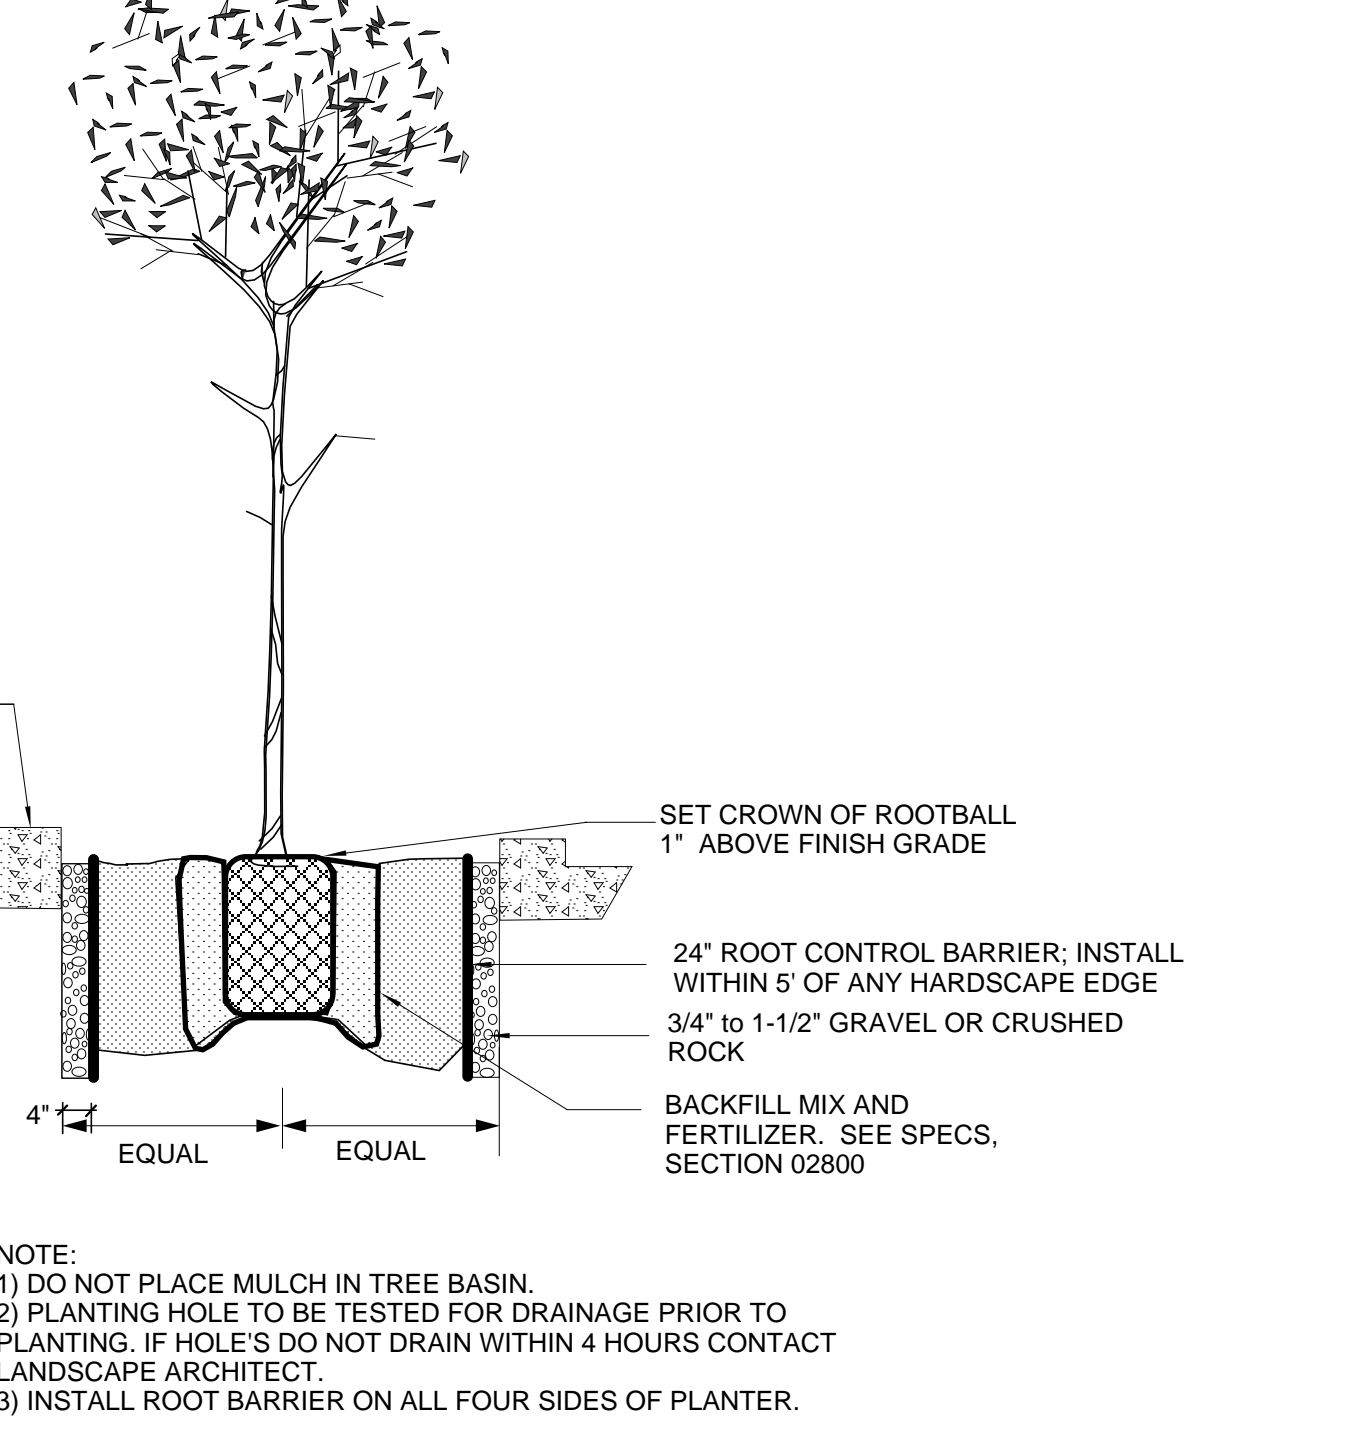 SET CROWN OF ROOTBALL
1" ABOVE FINISH GRADE
24" ROOT CONTROL BARRIER; INSTALL
WITHIN 5' OF ANY HARDSCAPE EDGE
3/4" to 1-1/2" GRAVEL OR CRUSHED
ROCK
BACKFILL MIX AND
FERTILIZER. SEE SPECS,
SECTION 02800
4"
EQUAL
EQUAL
NOTE:
1) DO NOT PLACE MULCH IN TREE BASIN.
2) PLANTING HOLE TO BE TESTED FOR DRAINAGE PRIOR TO
PLANTING. IF HOLE'S DO NOT DRAIN WITHIN 4 HOURS CONTACT
LANDSCAPE ARCHITECT.
3) INSTALL ROOT BARRIER ON ALL FOUR SIDES OF PLANTER.